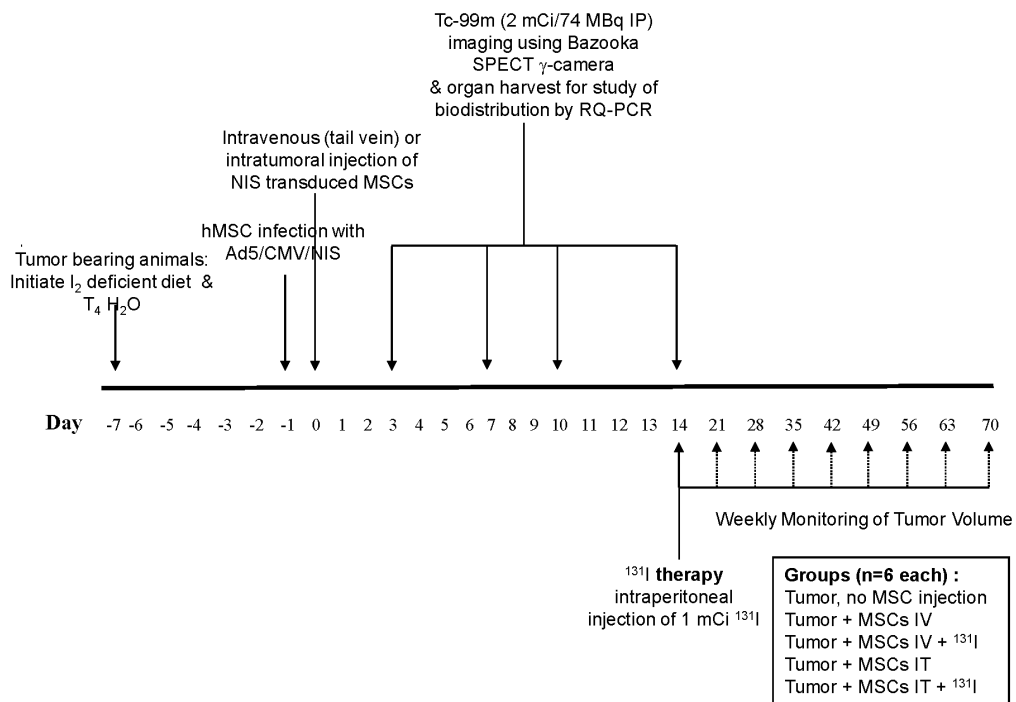 Tc-99m (2 mCi/74 MBq IP)
imaging using Bazooka
SPECT γ-camera
& organ harvest for study of
biodistribution by RQ-PCR
Intravenous (tail vein) or
intratumoral injection of
NIS transduced MSCs
hMSC infection with
Ad5/CMV/NIS
Tumor bearing animals:
Initiate I₂ deficient diet &
T₄ H₂O
Day -7 -6 -5 -4 -3 -2 -1 0 1 2 3 4 5 6 7 8 9 10 11 12 13 14 21 28 35 42 49 56 63 70
Weekly Monitoring of Tumor Volume
¹³¹I therapy
intraperitoneal
injection of 1 mCi ¹³¹I
Groups (n=6 each) :
Tumor, no MSC injection
Tumor + MSCs IV
Tumor + MSCs IV + ¹³¹I
Tumor + MSCs IT
Tumor + MSCs IT + ¹³¹I